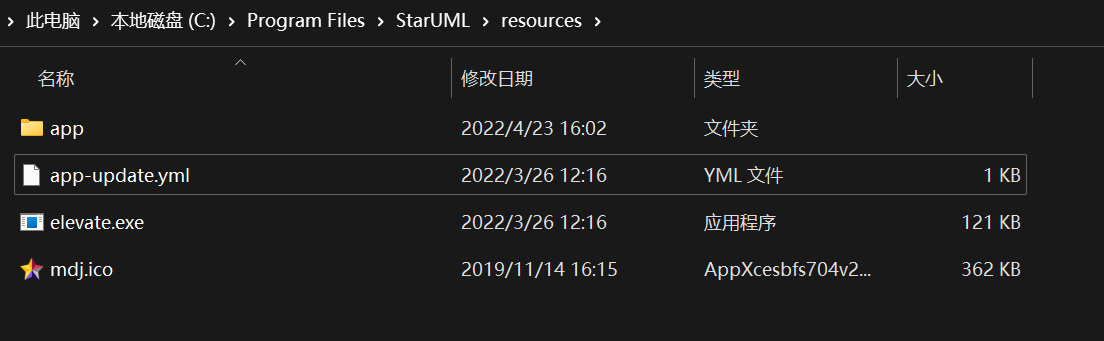 此电脑 本地磁盘 (C:) Program Files StarUML resources
名称 修改日期 类型 大小
app 2022/4/23 16:02 文件夹
app-update.yml 2022/3/26 12:16 YML 文件 1 KB
elevate.exe 2022/3/26 12:16 应用程序 121 KB
mdj.ico 2019/11/14 16:15 AppXcesbfs704v2... 362 KB